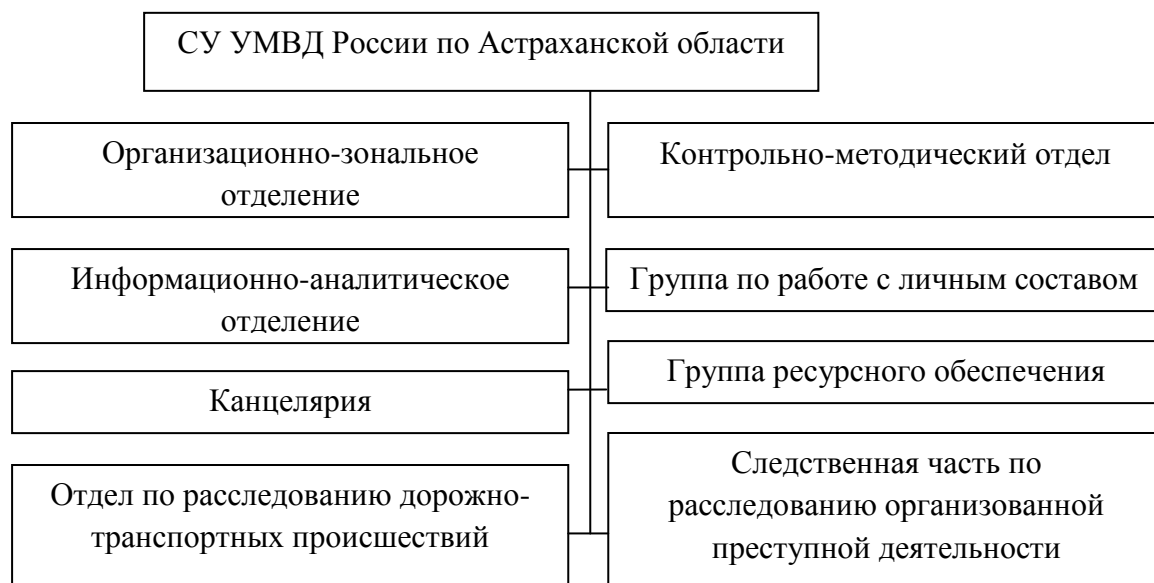 СУ УМВД России по Астраханской области
Организационно-зональное
отделение
Контрольно-методический отдел
Информационно-аналитическое
отделение
Группа по работе с личным составом
Канцелярия
Группа ресурсного обеспечения
Отдел по расследованию дорожно-
транспортных происшествий
Следственная часть по
расследованию организованной
преступной деятельности